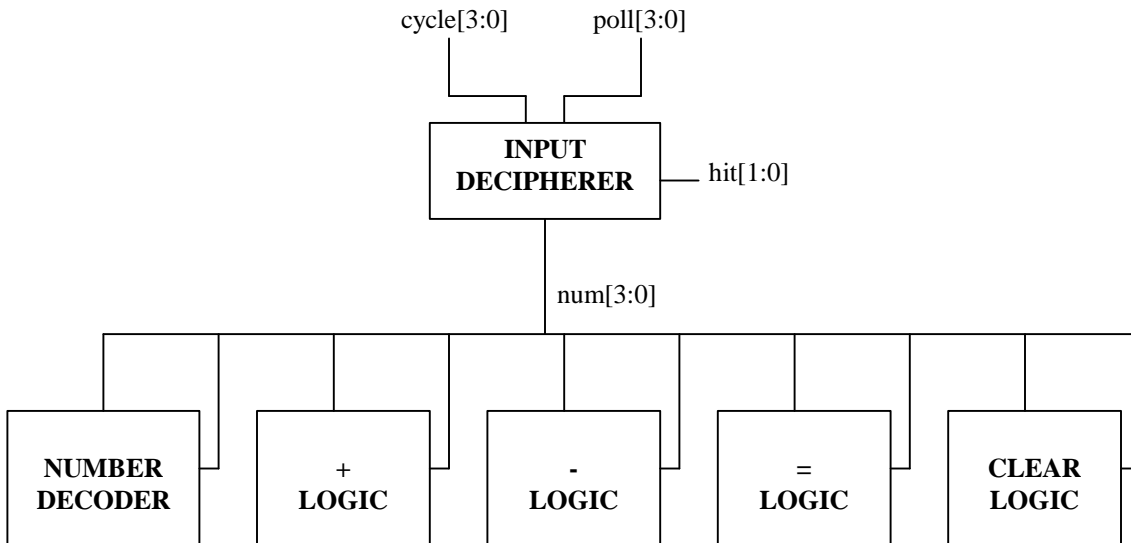 cycle[3:0] poll[3:0]
INPUT
DECIPHERER
hit[1:0]
num[3:0]
NUMBER
DECODER
+
LOGIC
-
LOGIC
=
LOGIC
CLEAR
LOGIC